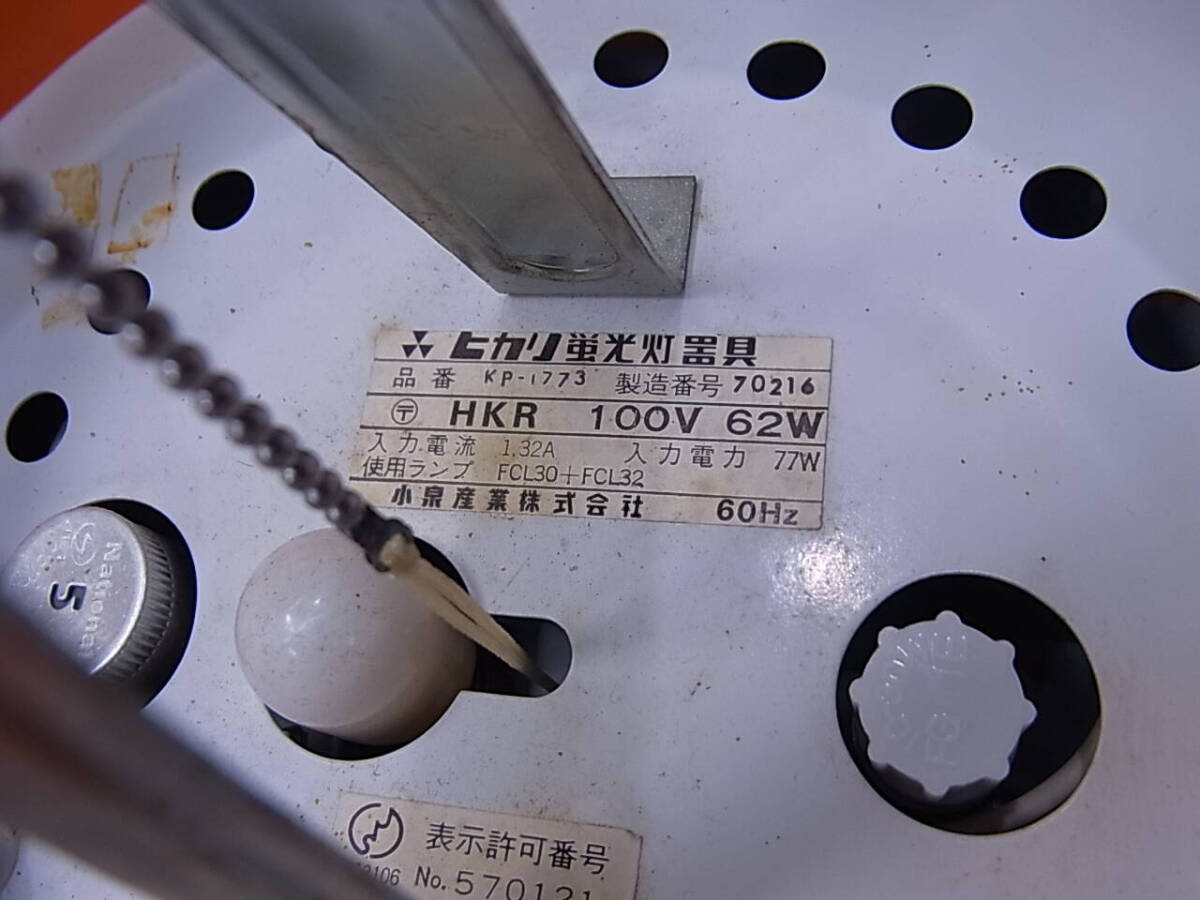 ヒカリ蛍光灯器具
品番 KP-1773 製造番号 70216
〒 HKR 100V 62W
入力電流 1.32A 入力電力 77W
使用ランプ FCL30+FCL32
小泉産業株式会社 60Hz
National
5
FG 1E
表示許可番号
No. 570121